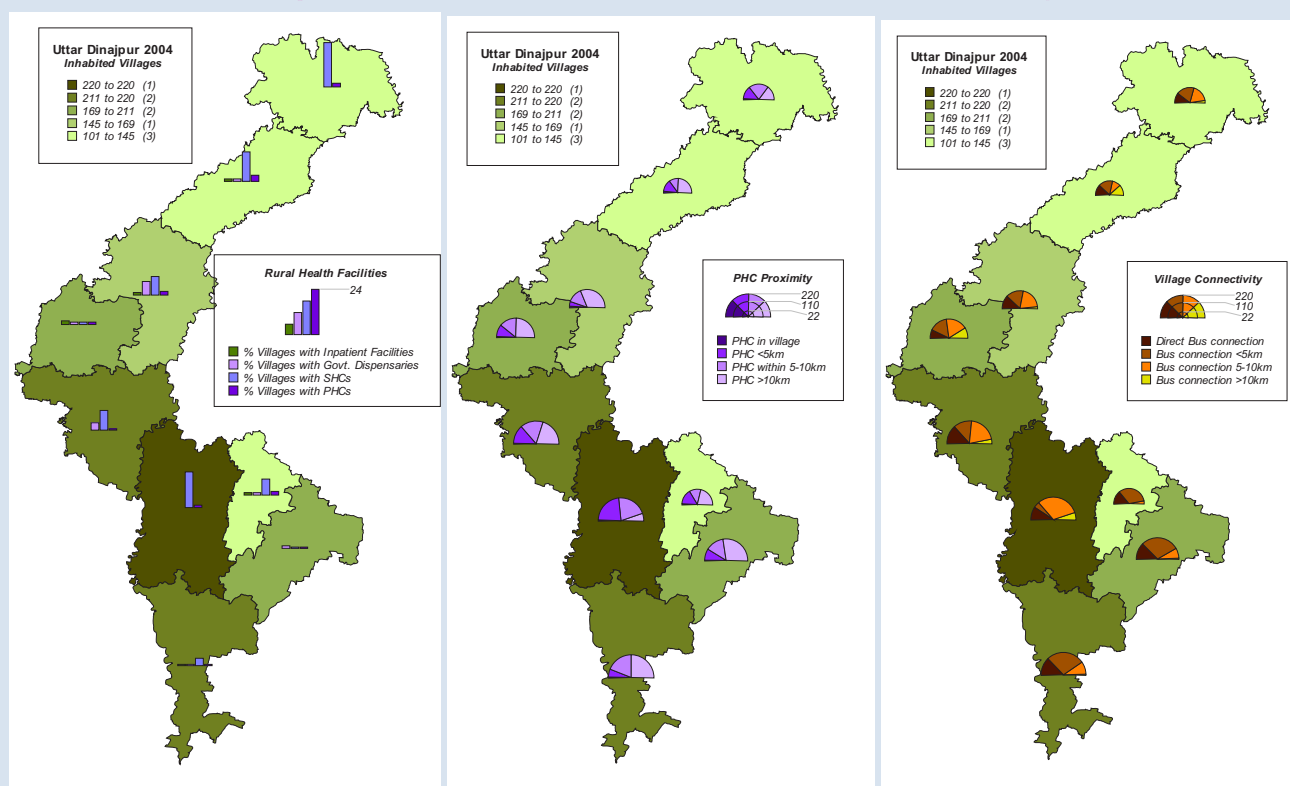 Uttar Dinajpur 2004
Inhabited Villages
220 to 220 (1)
211 to 220 (2)
169 to 211 (2)
145 to 169 (1)
101 to 145 (3)
Rural Health Facilities
24
% Villages with Inpatient Facilities
% Villages with Govt. Dispensaries
% Villages with SHCs
% Villages with PHCs
Uttar Dinajpur 2004
Inhabited Villages
220 to 220 (1)
211 to 220 (2)
169 to 211 (2)
145 to 169 (1)
101 to 145 (3)
PHC Proximity
220
110
22
PHC in village
PHC <5km
PHC within 5-10km
PHC >10km
Uttar Dinajpur 2004
Inhabited Villages
220 to 220 (1)
211 to 220 (2)
169 to 211 (2)
145 to 169 (1)
101 to 145 (3)
Village Connectivity
220
110
22
Direct Bus connection
Bus connection <5km
Bus connection 5-10km
Bus connection >10km